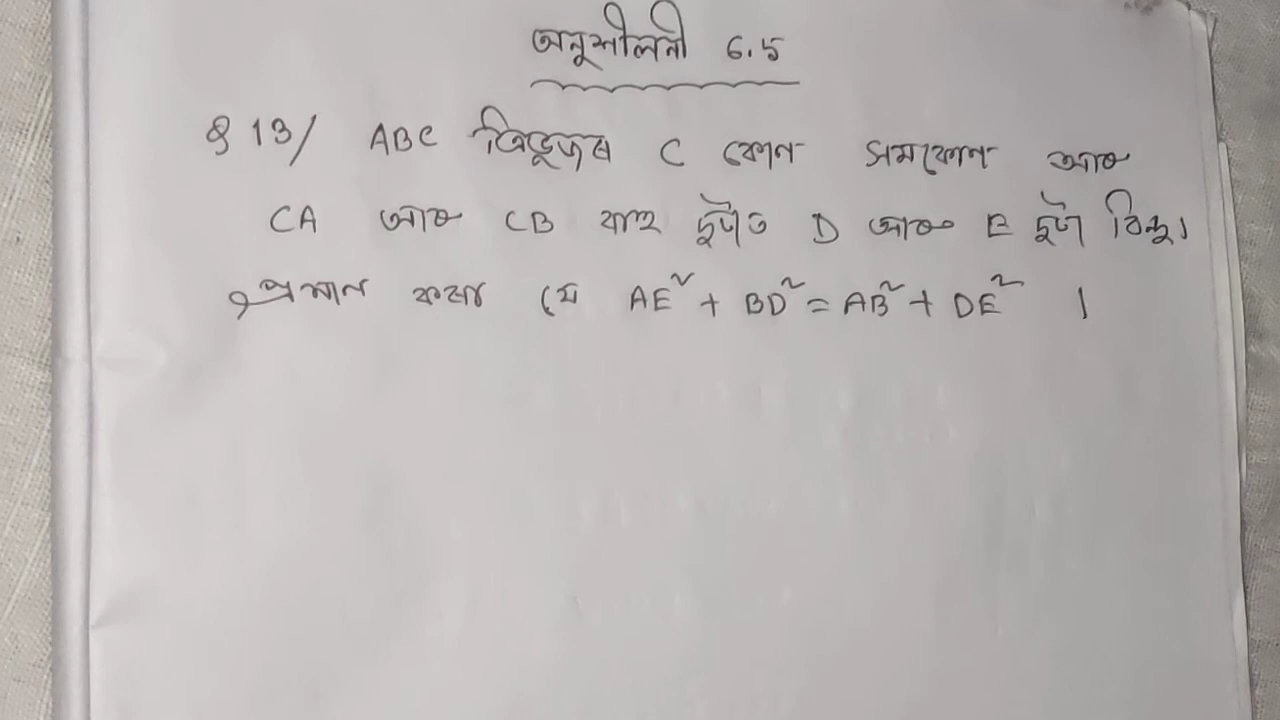 অনুশীলনী 6.5
Q 13/ ABC ত্ৰিভূজৰ C কোন সমকোন আৰু
CA আৰু CB বাহু দুটাত D আৰু E দুটা বিন্দু।
প্ৰমান কৰা যে AE² + BD² = AB² + DE² ।